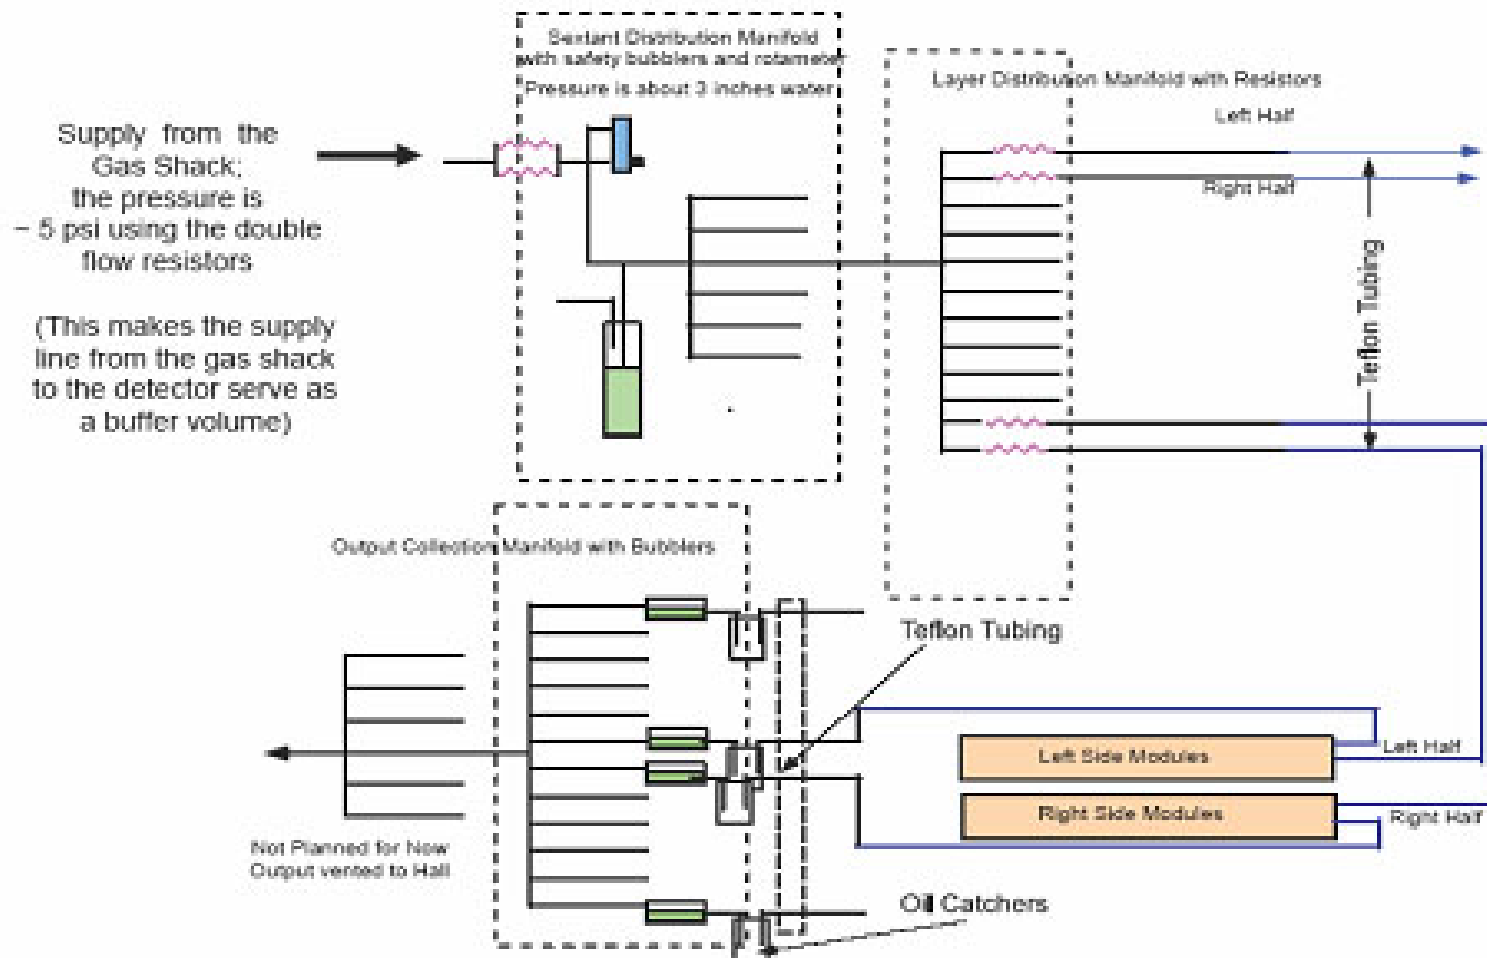 Sextant Distribution Manifold
with safety bubblers and rotameter
Pressure is about 3 inches water
Layer Distribution Manifold with Resistors
Left Half
Right Half
Supply from the
Gas Shack;
the pressure is
~ 5 psi using the double
flow resistors
(This makes the supply
line from the gas shack
to the detector serve as
a buffer volume)
Teflon Tubing
Output Collection Manifold with Bubblers
Teflon Tubing
Left Side Modules
Left Half
Right Side Modules
Right Half
Not Planned for Now
Output vented to Hall
Oil Catchers